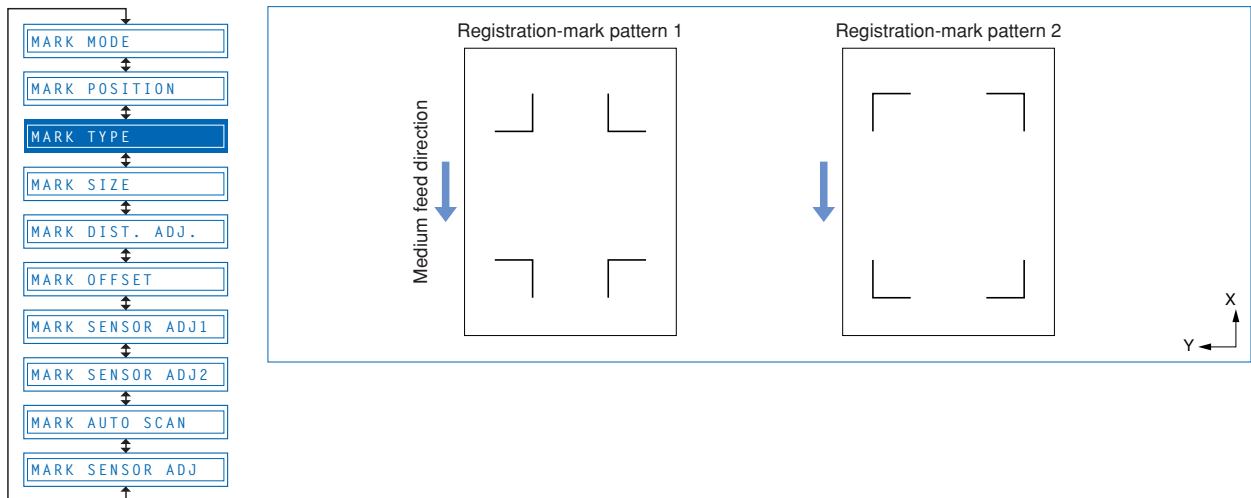 MARK MODE
MARK POSITION
MARK TYPE
MARK SIZE
MARK DIST. ADJ.
MARK OFFSET
MARK SENSOR ADJ1
MARK SENSOR ADJ2
MARK AUTO SCAN
MARK SENSOR ADJ
Registration-mark pattern 1
Registration-mark pattern 2
Medium feed direction
X
Y